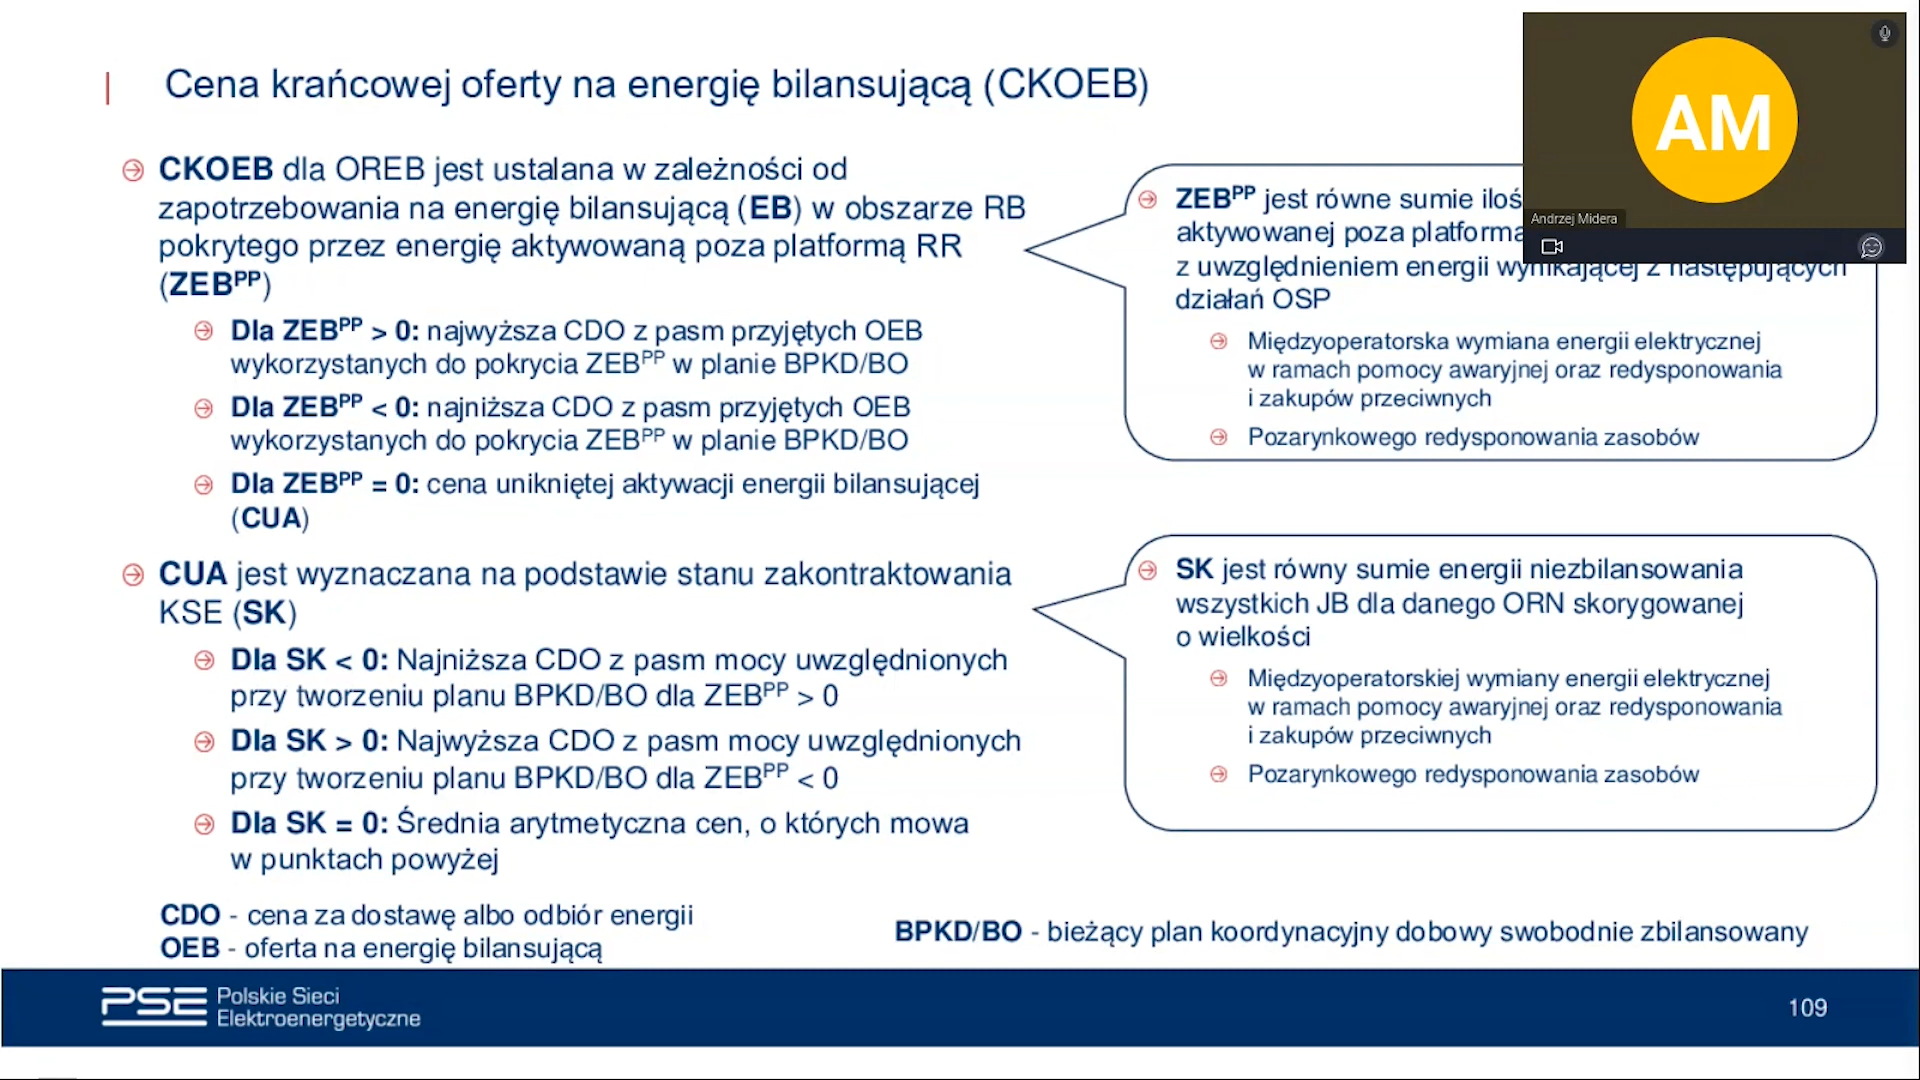 Cena krańcowej oferty na energię bilansującą (CKOEB)
CKOEB dla OREB jest ustalana w zależności od
zapotrzebowania na energię bilansującą (EB) w obszarze RB
pokrytego przez energię aktywowaną poza platformą RR
(ZEBᴾᴾ)
Dla ZEBᴾᴾ > 0: najwyższa CDO z pasm przyjętych OEB
wykorzystanych do pokrycia ZEBᴾᴾ w planie BPKD/BO
Dla ZEBᴾᴾ < 0: najniższa CDO z pasm przyjętych OEB
wykorzystanych do pokrycia ZEBᴾᴾ w planie BPKD/BO
Dla ZEBᴾᴾ = 0: cena unikniętej aktywacji energii bilansującej
(CUA)
CUA jest wyznaczana na podstawie stanu zakontraktowania
KSE (SK)
Dla SK < 0: Najniższa CDO z pasm mocy uwzględnionych
przy tworzeniu planu BPKD/BO dla ZEBᴾᴾ > 0
Dla SK > 0: Najwyższa CDO z pasm mocy uwzględnionych
przy tworzeniu planu BPKD/BO dla ZEBᴾᴾ < 0
Dla SK = 0: Średnia arytmetyczna cen, o których mowa
w punktach powyżej
CDO - cena za dostawę albo odbiór energii
OEB - oferta na energię bilansującą
ZEBᴾᴾ jest równe sumie
aktywowanej poza
z uwzględnieniem energii wynikającej z następujących
działań OSP
Międzyoperatorska wymiana energii elektrycznej
w ramach pomocy awaryjnej oraz redysponowania
i zakupów przeciwnych
Pozarynkowego redysponowania zasobów
SK jest równy sumie energii niezbilansowania
wszystkich JB dla danego ORN skorygowanej
o wielkości
Międzyoperatorskiej wymiany energii elektrycznej
w ramach pomocy awaryjnej oraz redysponowania
i zakupów przeciwnych
Pozarynkowego redysponowania zasobów
BPKD/BO - bieżący plan koordynacyjny dobowy swobodnie zbilansowany
AM
Andrzej Midera
PSE Polskie Sieci
Elektroenergetyczne
109